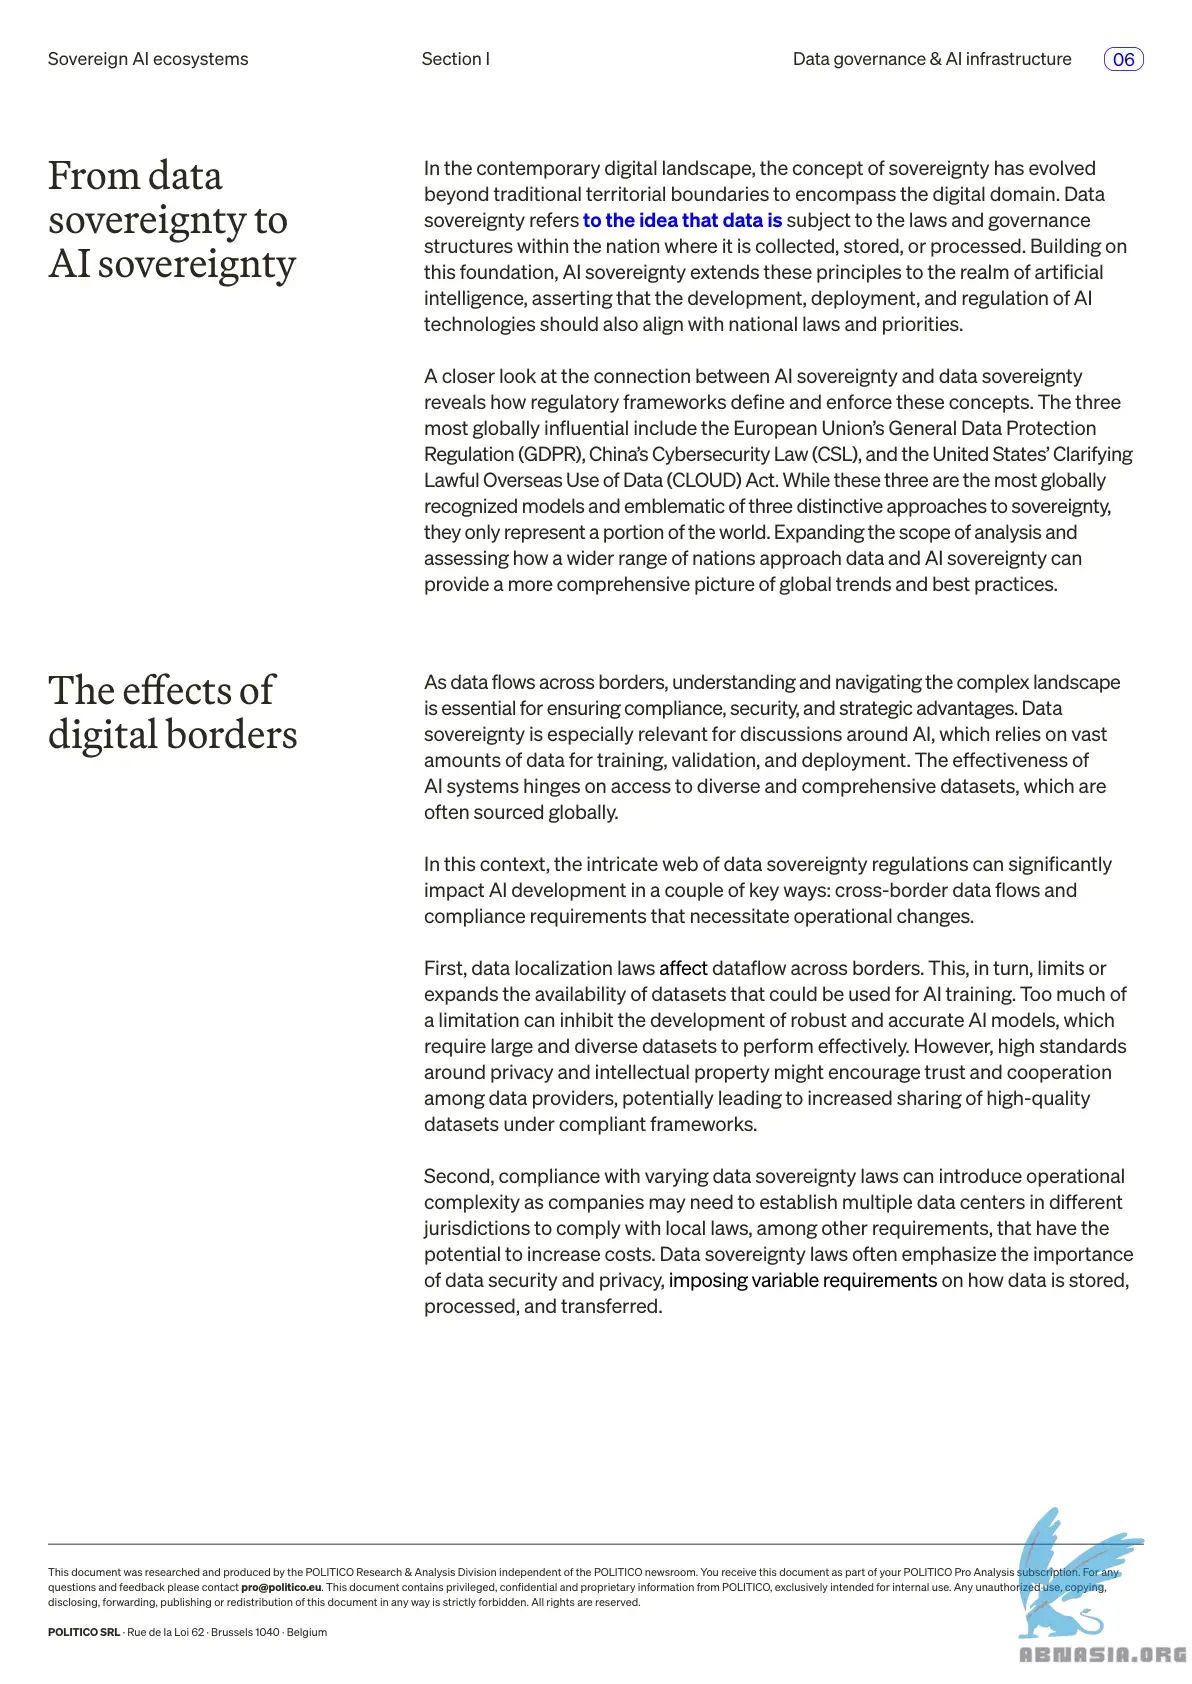 Sovereign AI ecosystems
Section I
Data governance & AI infrastructure
06
From data
sovereignty to
AI sovereignty
In the contemporary digital landscape, the concept of sovereignty has evolved
beyond traditional territorial boundaries to encompass the digital domain. Data
sovereignty refers to the idea that data is subject to the laws and governance
structures within the nation where it is collected, stored, or processed. Building on
this foundation, AI sovereignty extends these principles to the realm of artificial
intelligence, asserting that the development, deployment, and regulation of AI
technologies should also align with national laws and priorities.
A closer look at the connection between AI sovereignty and data sovereignty
reveals how regulatory frameworks define and enforce these concepts. The three
most globally influential include the European Union’s General Data Protection
Regulation (GDPR), China’s Cybersecurity Law (CSL), and the United States’ Clarifying
Lawful Overseas Use of Data (CLOUD) Act. While these three are the most globally
recognized models and emblematic of three distinctive approaches to sovereignty,
they only represent a portion of the world. Expanding the scope of analysis and
assessing how a wider range of nations approach data and AI sovereignty can
provide a more comprehensive picture of global trends and best practices.
The effects of
digital borders
As data flows across borders, understanding and navigating the complex landscape
is essential for ensuring compliance, security, and strategic advantages. Data
sovereignty is especially relevant for discussions around AI, which relies on vast
amounts of data for training, validation, and deployment. The effectiveness of
AI systems hinges on access to diverse and comprehensive datasets, which are
often sourced globally.
In this context, the intricate web of data sovereignty regulations can significantly
impact AI development in a couple of key ways: cross-border data flows and
compliance requirements that necessitate operational changes.
First, data localization laws affect dataflow across borders. This, in turn, limits or
expands the availability of datasets that could be used for AI training. Too much of
a limitation can inhibit the development of robust and accurate AI models, which
require large and diverse datasets to perform effectively. However, high standards
around privacy and intellectual property might encourage trust and cooperation
among data providers, potentially leading to increased sharing of high-quality
datasets under compliant frameworks.
Second, compliance with varying data sovereignty laws can introduce operational
complexity as companies may need to establish multiple data centers in different
jurisdictions to comply with local laws, among other requirements, that have the
potential to increase costs. Data sovereignty laws often emphasize the importance
of data security and privacy, imposing variable requirements on how data is stored,
processed, and transferred.
This document was researched and produced by the POLITICO Research & Analysis Division independent of the POLITICO newsroom. You receive this document as part of your POLITICO Pro Analysis subscription. For any
questions and feedback please contact pro@politico.eu. This document contains privileged, confidential and proprietary information from POLITICO, exclusively intended for internal use. Any unauthorized use, copying,
disclosing, forwarding, publishing or redistribution of this document in any way is strictly forbidden. All rights are reserved.
POLITICO SRL · Rue de la Loi 62 · Brussels 1040 · Belgium
ABNASIA.ORG